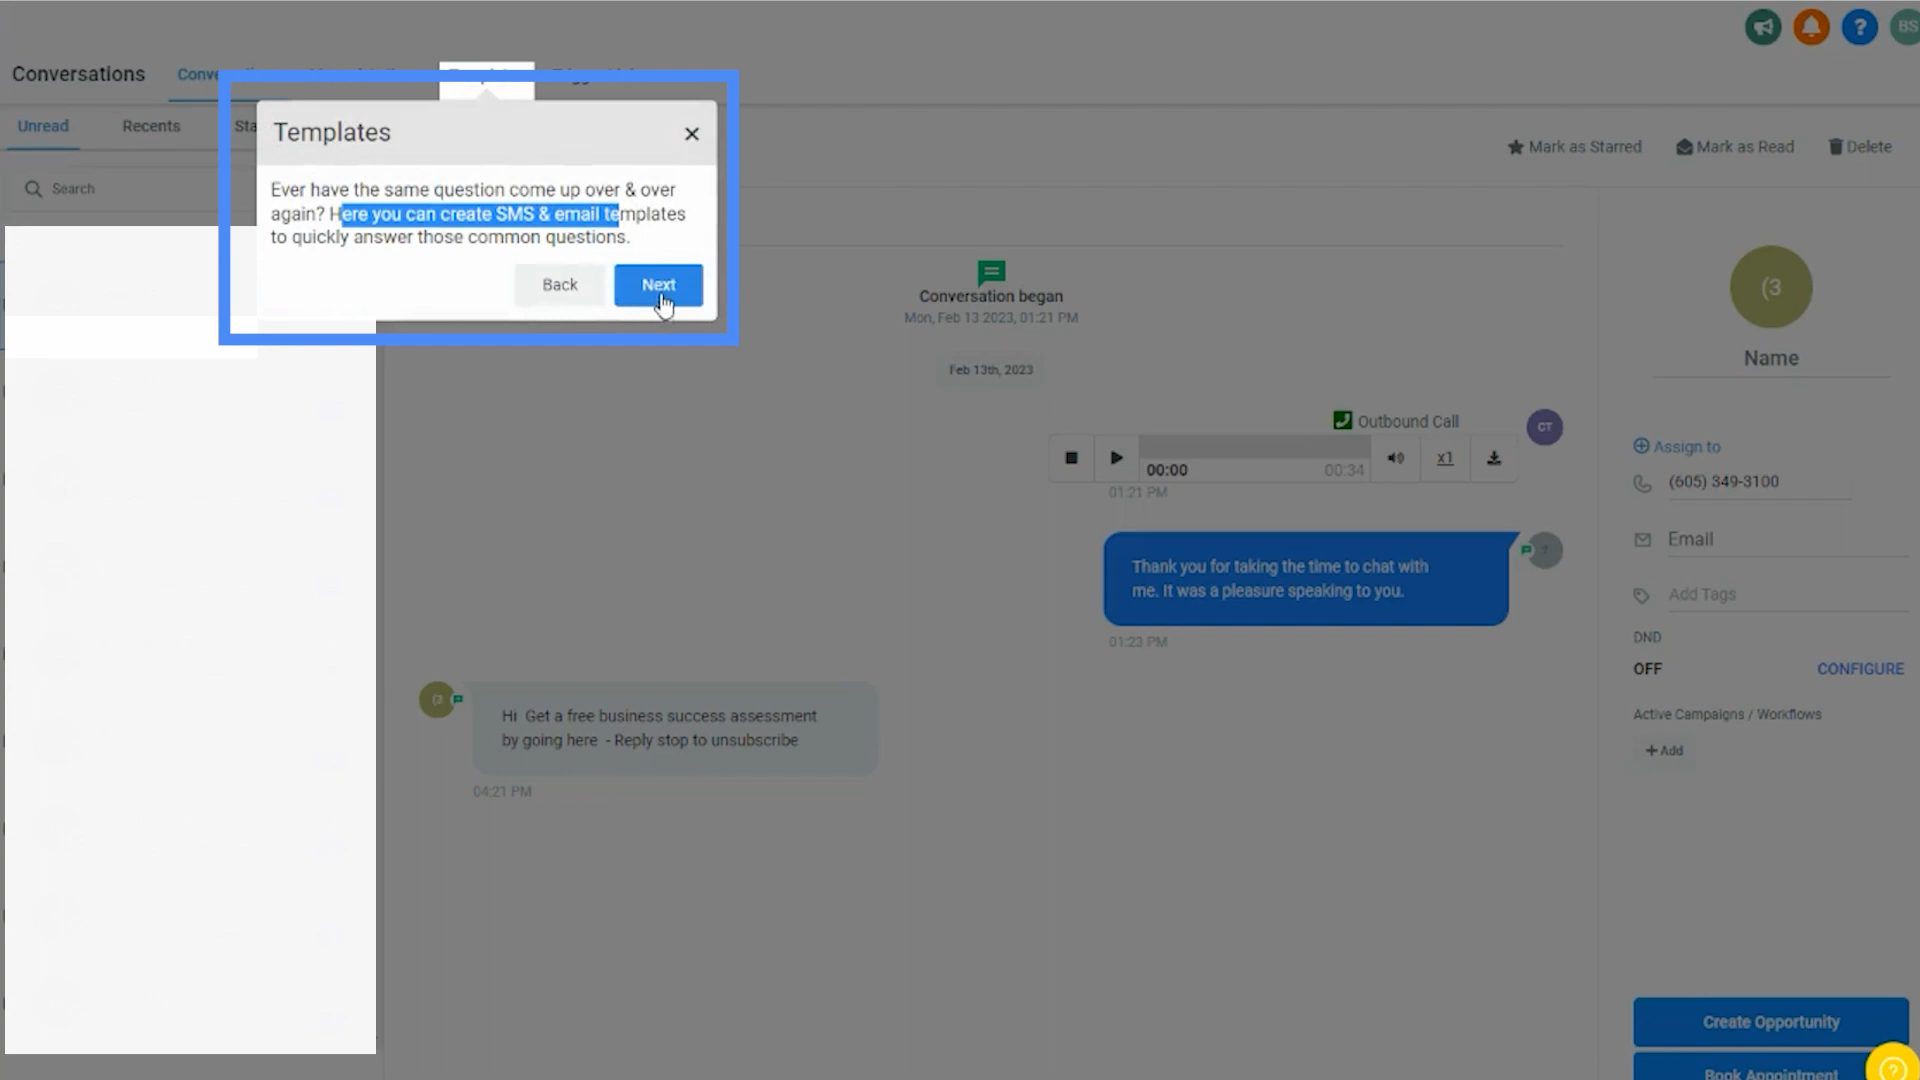 BS
Conversations
Unread
Recents
Search
Mark as Starred
Mark as Read
Delete
Templates
Ever have the same question come up over & over
again? Here you can create SMS & email templates
to quickly answer those common questions.
Back
Next
Conversation began
Mon, Feb 13 2023, 01:21 PM
Feb 13th, 2023
Outbound Call
CT
00:00
00:34
x1
01:21 PM
Thank you for taking the time to chat with
me. It was a pleasure speaking to you.
?
01:23 PM
(3
Hi Get a free business success assessment
by going here - Reply stop to unsubscribe
04:21 PM
(3
Name
Assign to
(605) 349-3100
Email
Add Tags
DND
OFF
CONFIGURE
Active Campaigns / Workflows
+ Add
Create Opportunity
Book Appointment